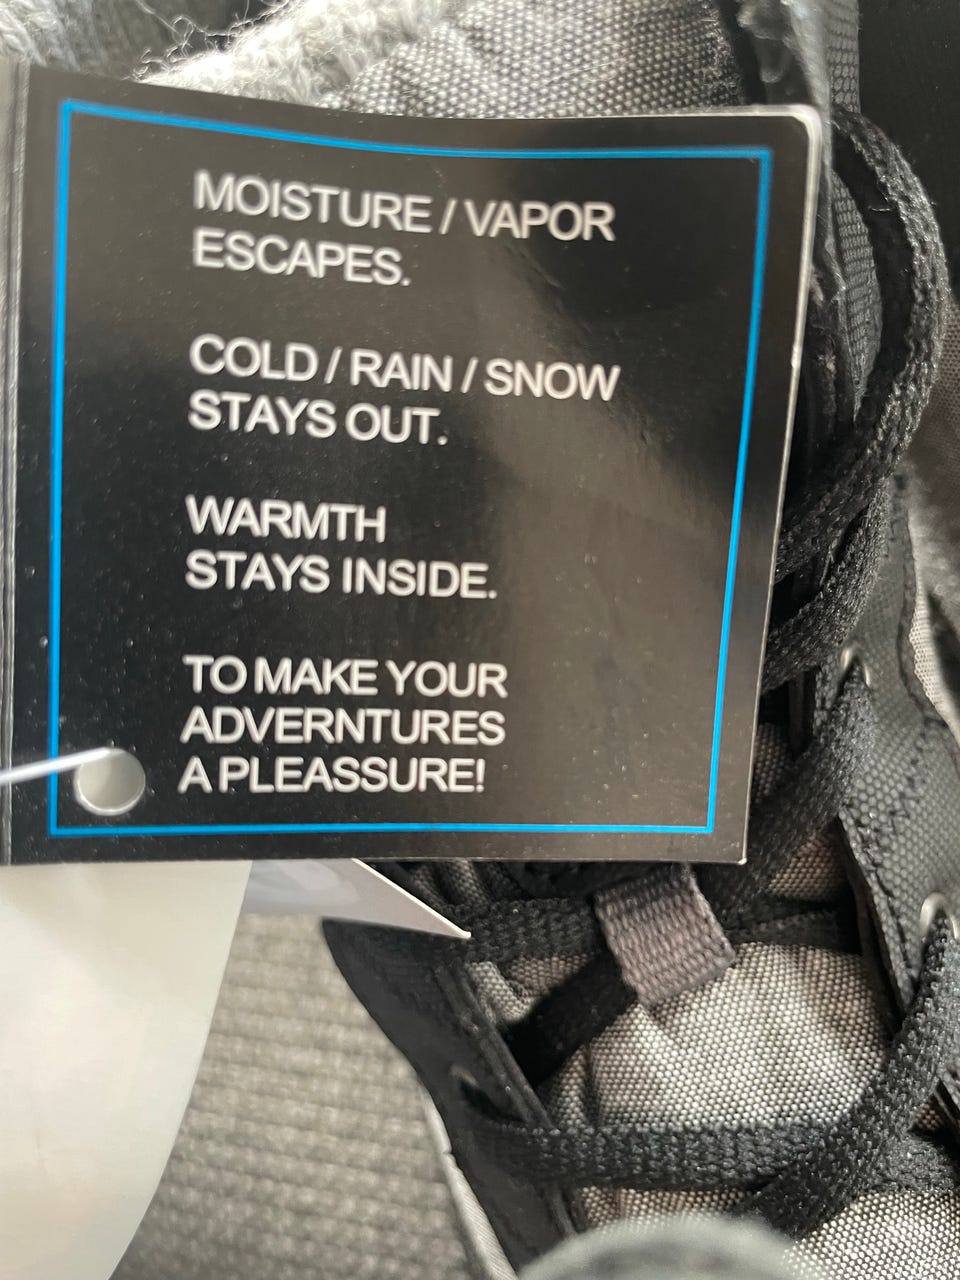 MOISTURE / VAPOR
ESCAPES.
COLD / RAIN / SNOW
STAYS OUT.
WARMTH
STAYS INSIDE.
TO MAKE YOUR
ADVERNTURES
A PLEASSURE!